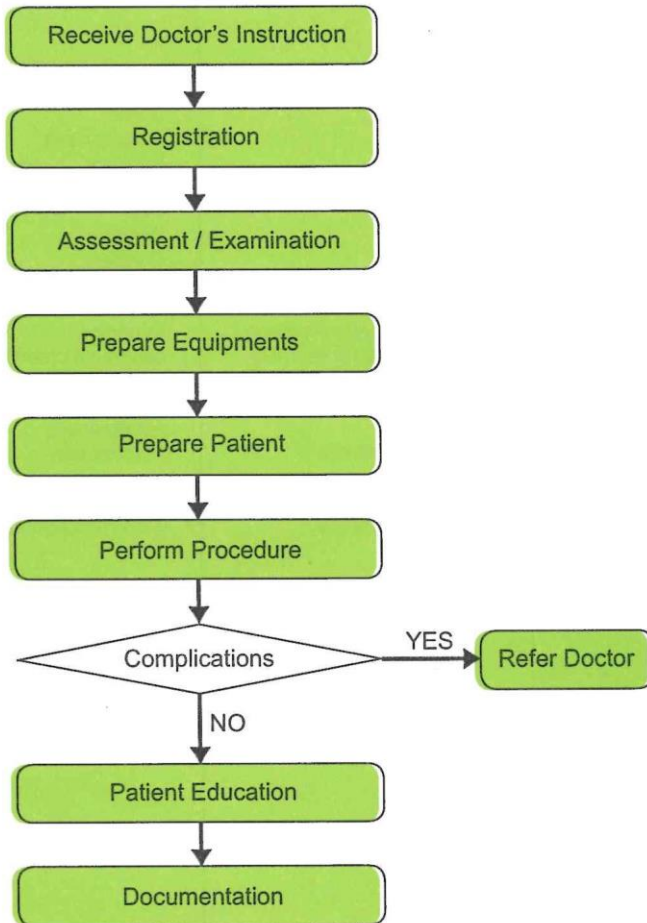 Receive Doctor's Instruction
Registration
Assessment / Examination
Prepare Equipments
Prepare Patient
Perform Procedure
Complications
YES
Refer Doctor
NO
Patient Education
Documentation